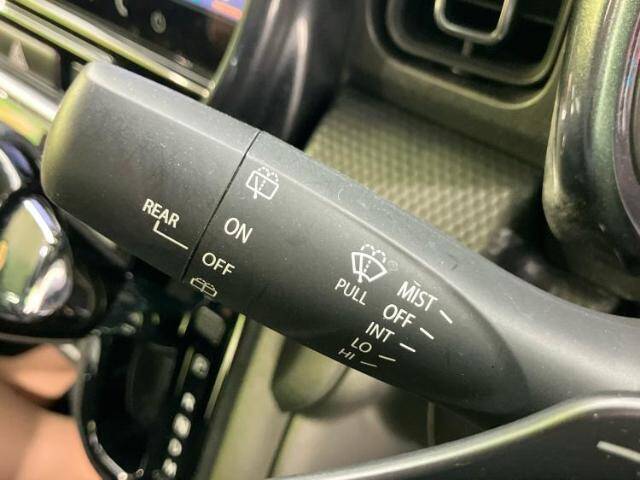 REAR
ON
OFF
PULL
MIST
OFF
INT
LO
HI